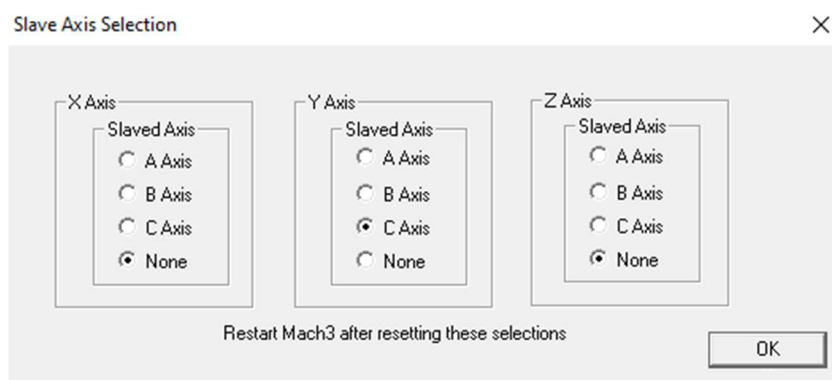 Slave Axis Selection
X Axis
Slaved Axis
A Axis
B Axis
C Axis
None
Y Axis
Slaved Axis
A Axis
B Axis
C Axis
None
Z Axis
Slaved Axis
A Axis
B Axis
C Axis
None
Restart Mach3 after resetting these selections
OK